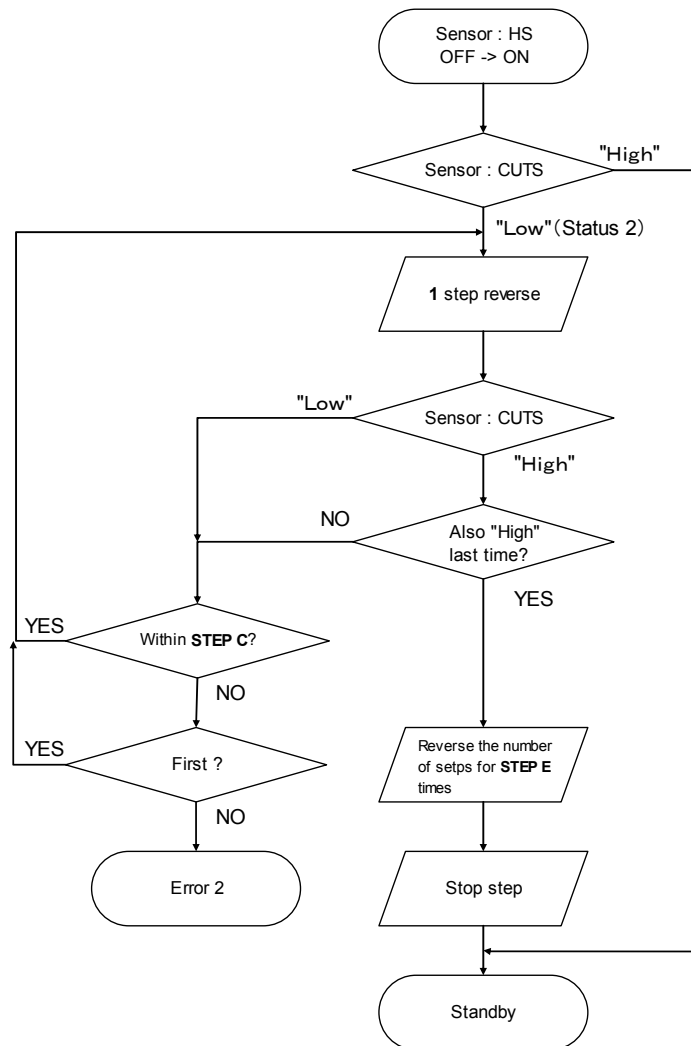 Sensor : HS
OFF -> ON
Sensor : CUTS
"High"
"Low"(Status 2)
1 step reverse
"Low"
Sensor : CUTS
"High"
NO
Also "High"
last time?
YES
YES
Within STEP C?
NO
YES
First ?
NO
Reverse the number
of setps for STEP E
times
Error 2
Stop step
Standby